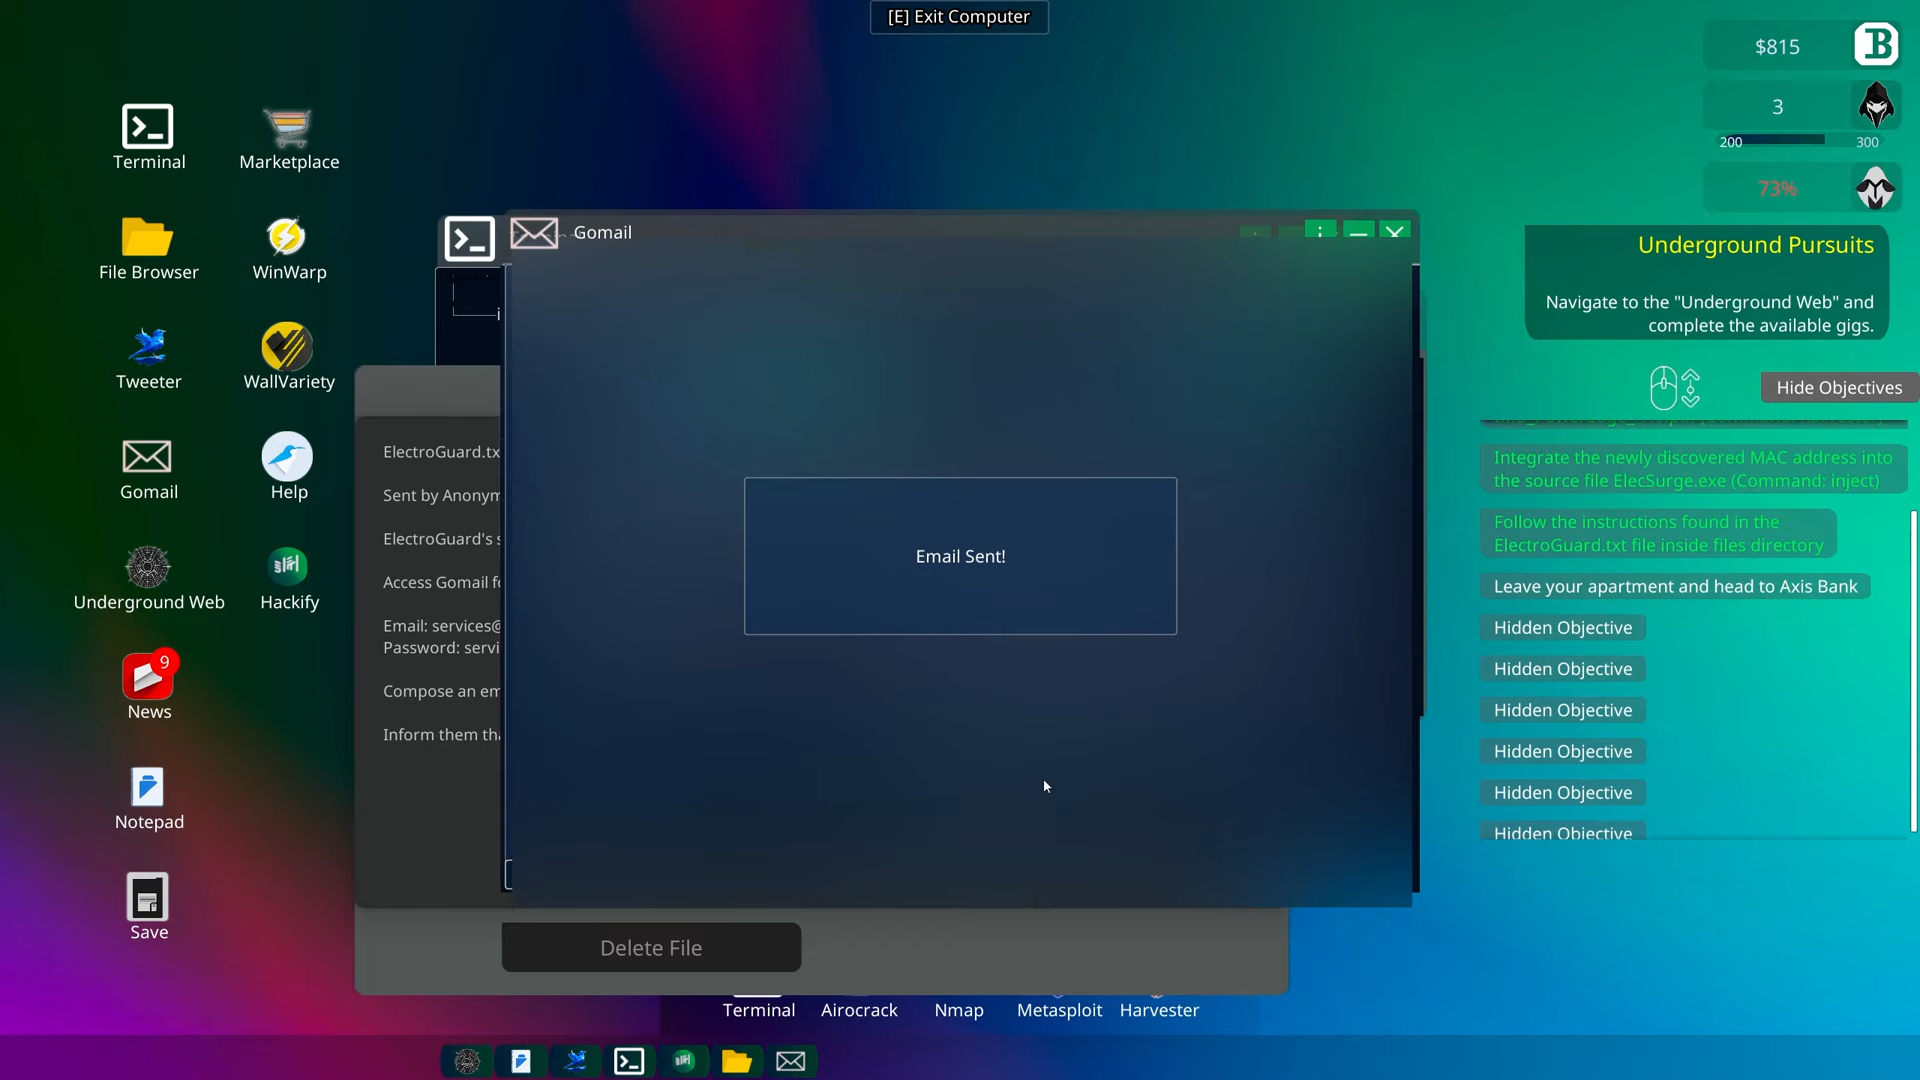 [E] Exit Computer
$815
3
200
300
73%
Underground Pursuits
Navigate to the "Underground Web" and
complete the available gigs.
Hide Objectives
Integrate the newly discovered MAC address into
the source file ElecSurge.exe (Command: inject)
Follow the instructions found in the
ElectroGuard.txt file inside files directory
Leave your apartment and head to Axis Bank
Hidden Objective
Hidden Objective
Hidden Objective
Hidden Objective
Hidden Objective
Hidden Objective
Terminal
Marketplace
File Browser
WinWarp
Tweeter
WallVariety
Gomail
Help
Underground Web
Hackify
9
News
Notepad
Save
Gomail
Email Sent!
ElectroGuard.tx
Sent by Anonym
ElectroGuard's s
Access Gomail fo
Email: services@
Password: servi
Compose an em
Inform them tha
Delete File
Terminal
Airocrack
Nmap
Metasploit
Harvester